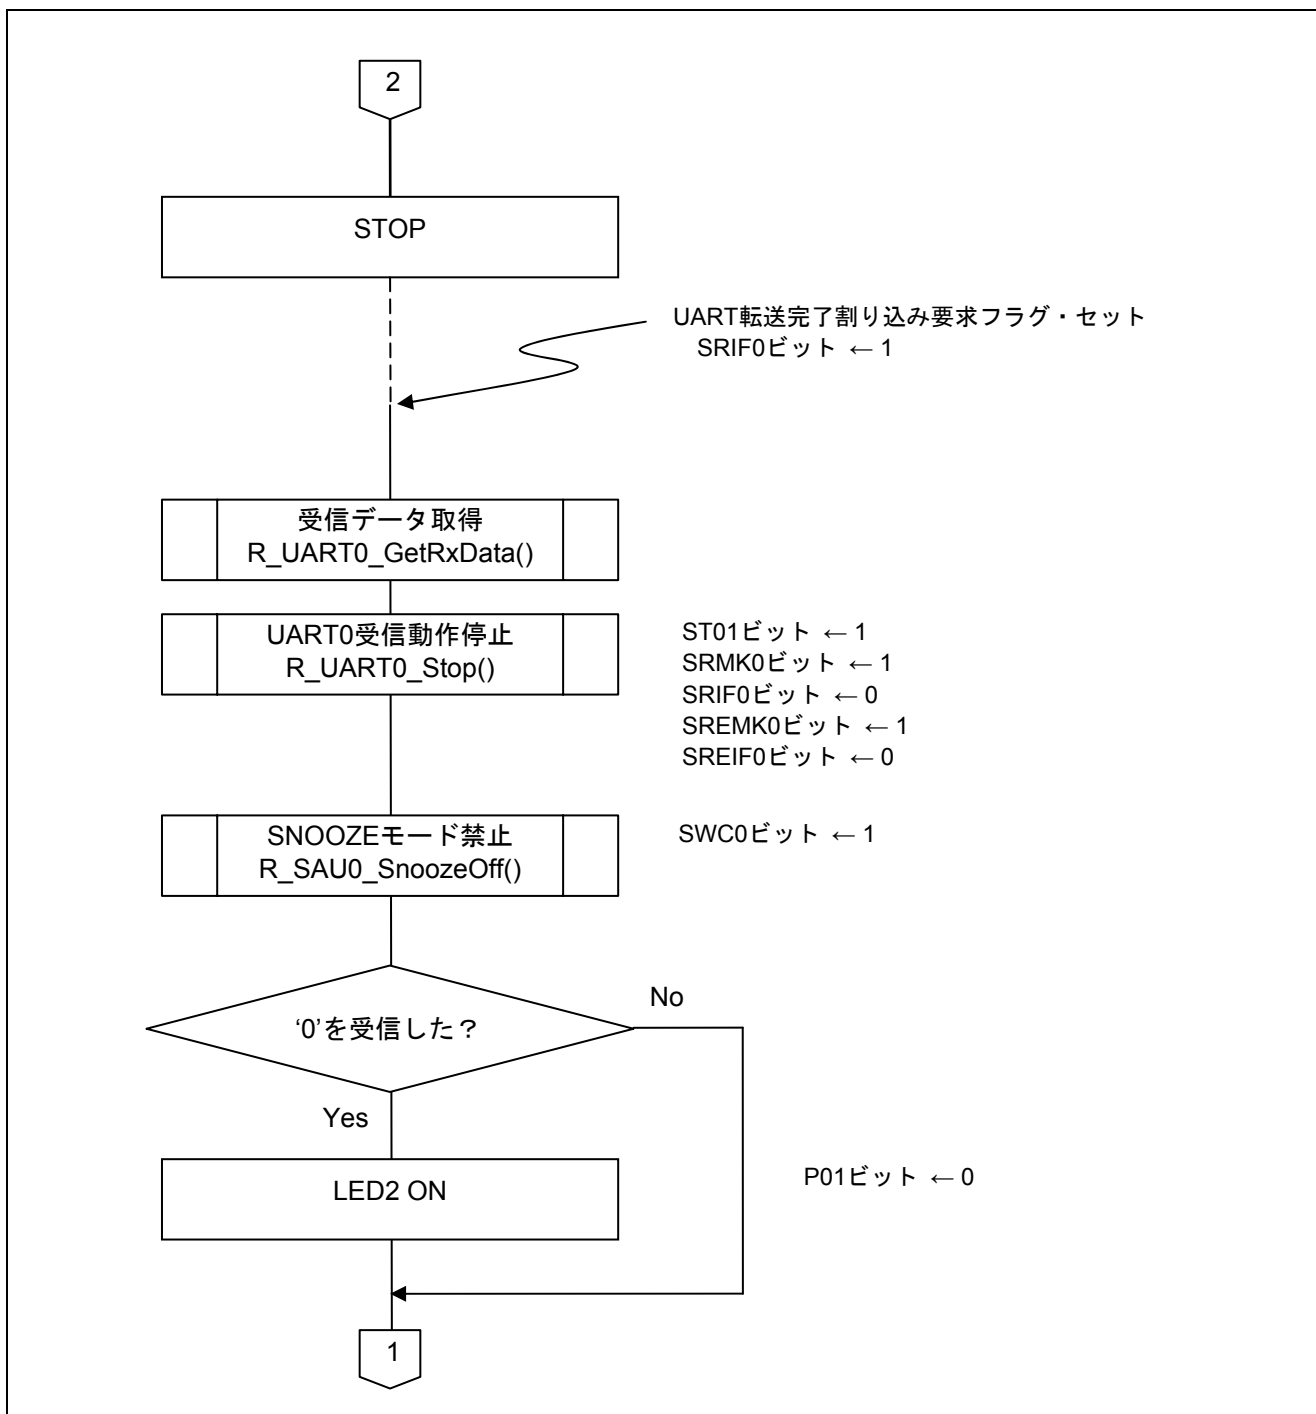 2
STOP
UART転送完了割り込み要求フラグ・セット
SRIF0ビット ← 1
受信データ取得
R_UART0_GetRxData()
UART0受信動作停止
R_UART0_Stop()
ST01ビット ← 1
SRMK0ビット ← 1
SRIF0ビット ← 0
SREMK0ビット ← 1
SREIF0ビット ← 0
SNOOZEモード禁止
R_SAU0_SnoozeOff()
SWC0ビット ← 1
‘0’を受信した？
No
Yes
LED2 ON
P01ビット ← 0
1